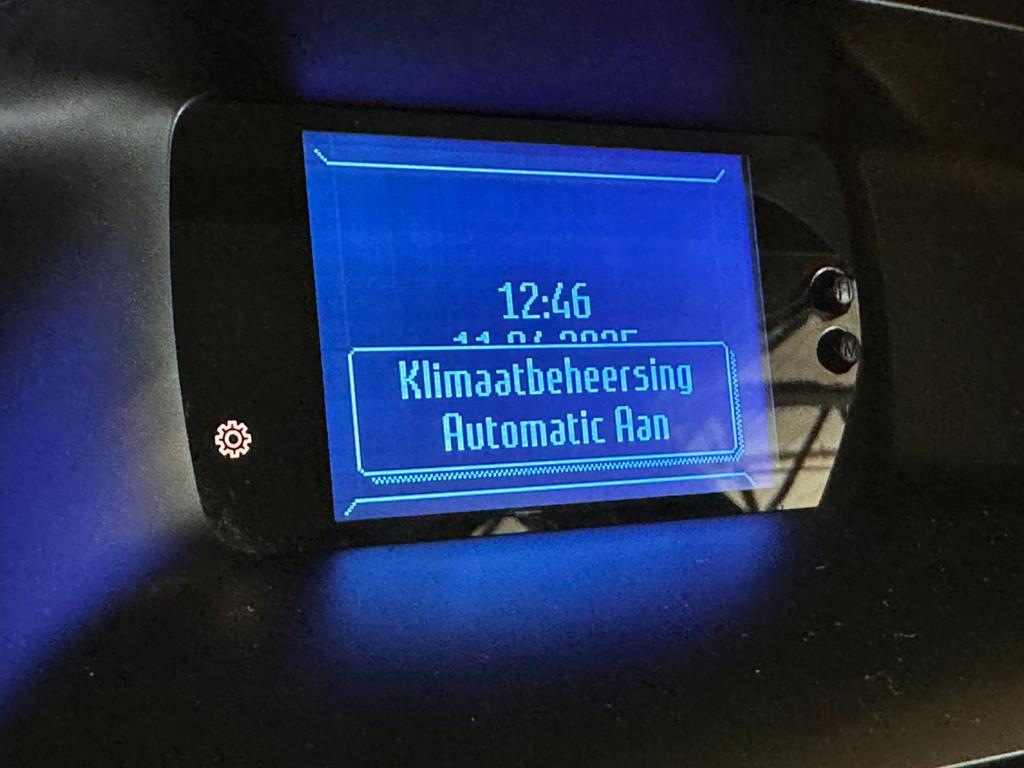 12:46
Klimaatbeheersing
Automatic Aan